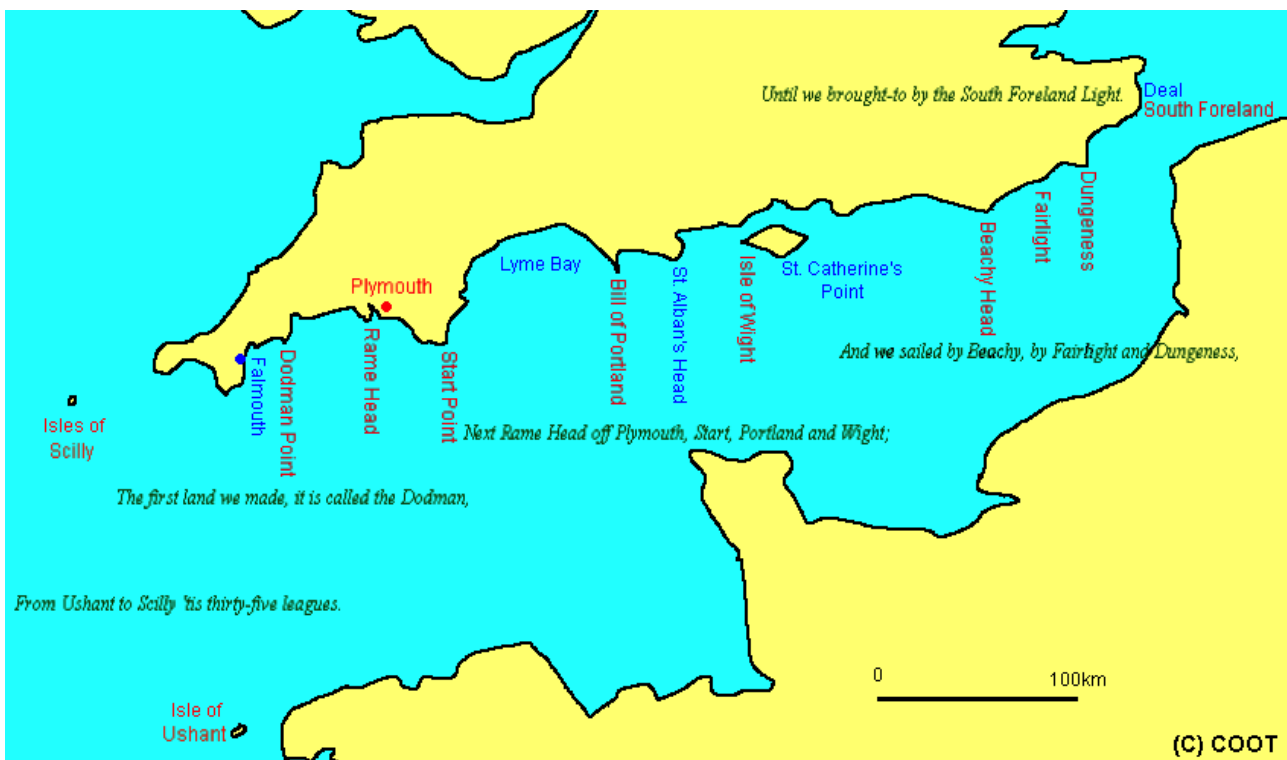 Until we brought-to by the South Foreland Light.
Deal
South Foreland
Dungeness
Fairlight
Beachy Head
St. Catherine's
Point
Isle of Wight
St. Alban's Head
Bill of Portland
Lyme Bay
Plymouth
Start Point
Rame Head
Dodman Point
Falmouth
Isles of
Scilly
And we sailed by Beachy, by Fairlight and Dungeness,
Next Rame Head off Plymouth, Start, Portland and Wight;
The first land we made, it is called the Dodman,
From Ushant to Scilly 'tis thirty-five leagues.
Isle of
Ushant
0
100km
(C) COOT